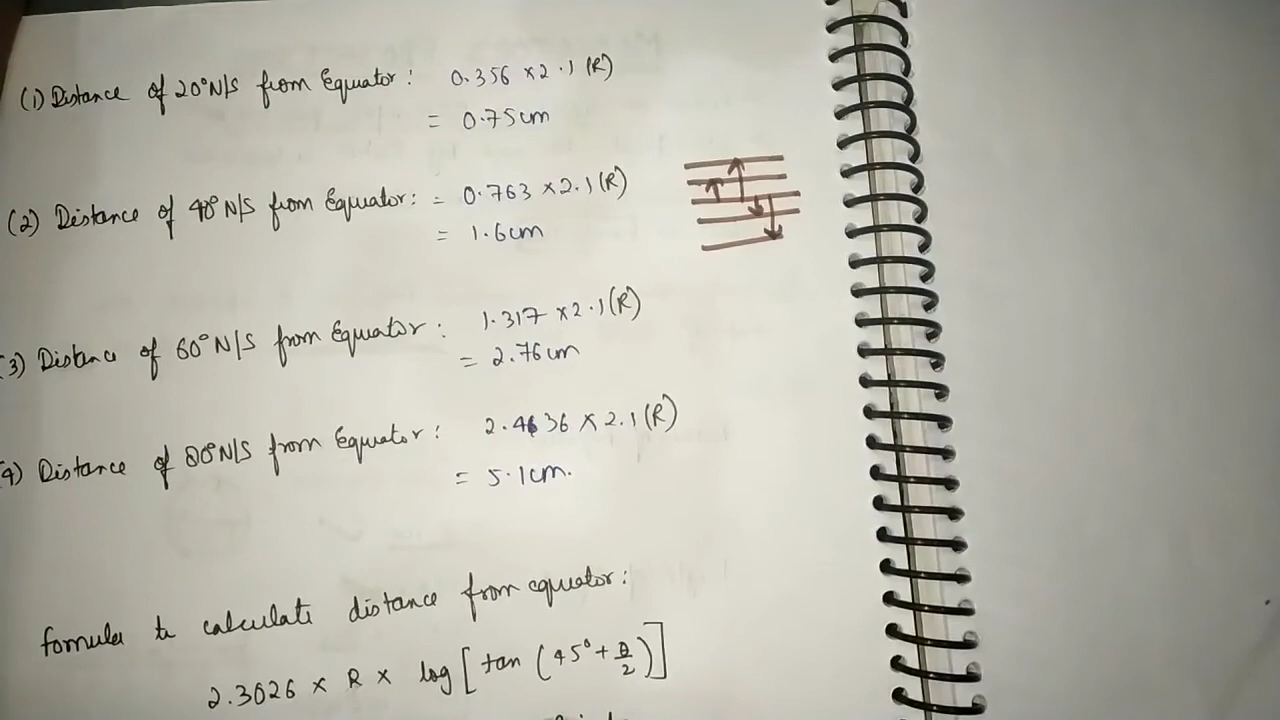 (1) Distance of 20°N/S from Equator: 0.356 × 2.1 (R)
= 0.75cm
(2) Distance of 40°N/S from Equator: = 0.763 × 2.1 (R)
= 1.6cm
3) Distance of 60°N/S from Equator: 1.317 × 2.1 (R)
= 2.76cm
4) Distance of 80°N/S from Equator: 2.4636 × 2.1 (R)
= 5.1cm.
formula to calculate distance from equator:
2.3026 × R × log [tan (45° + θ/2)]